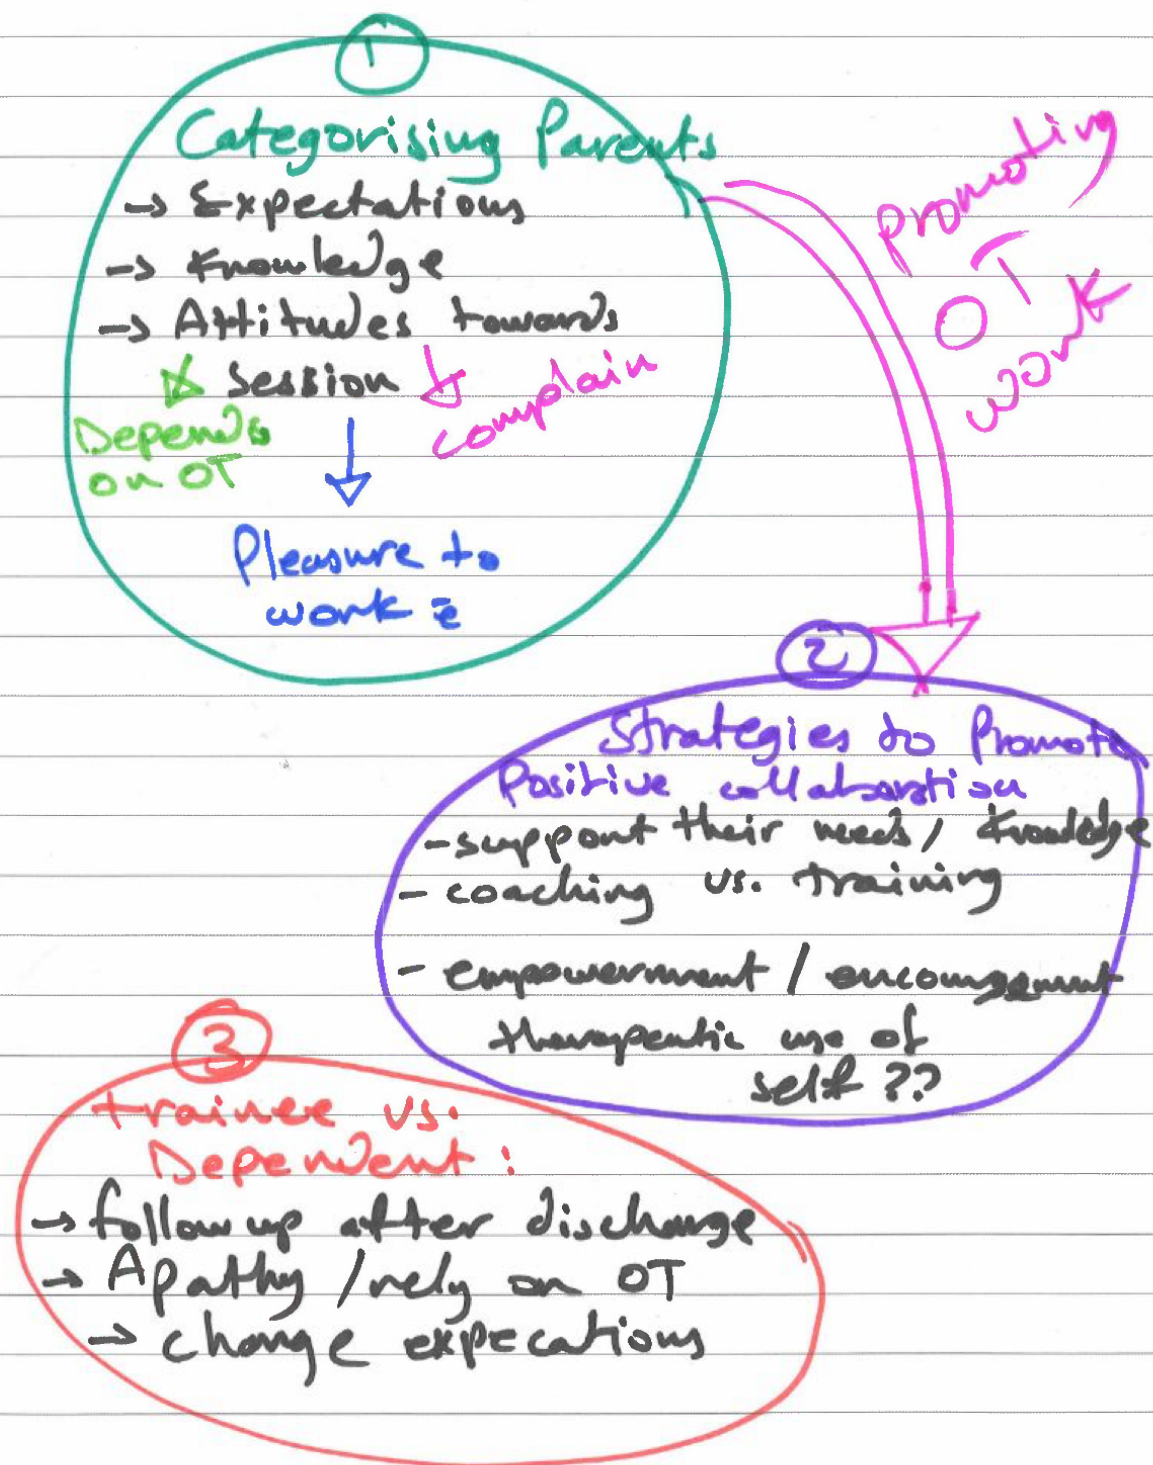 1
Categorising Parents
→ Expectations
→ Knowledge
→ Attitudes towards
Session
complain
Depends
on OT
Pleasure to
work c̄
promoting
OT
work
2
Strategies to Promote
Positive collaboration
- support their needs / knowledge
- coaching vs. training
- empowerment / encouragement
therapeutic use of
self ??
3
trainee vs.
Dependent :
→ follow up after discharge
→ Apathy / rely on OT
→ change expecations